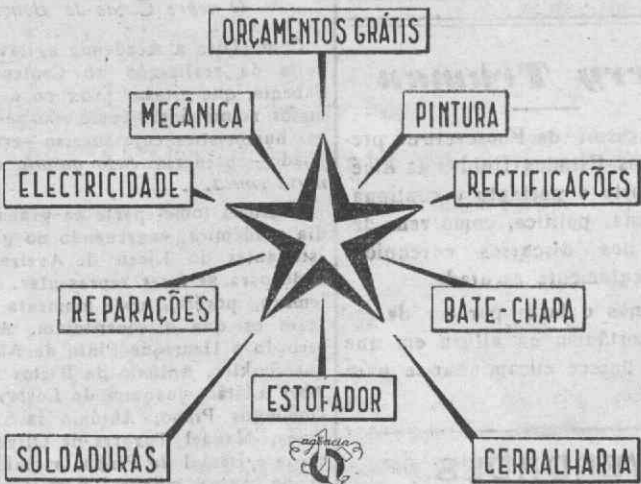 ORÇAMENTOS GRÁTIS
MECÂNICA
PINTURA
ELECTRICIDADE
RECTIFICAÇÕES
REPARAÇÕES
BATE-CHAPA
ESTOFADOR
agência
SOLDADURAS
CERRALHARIA